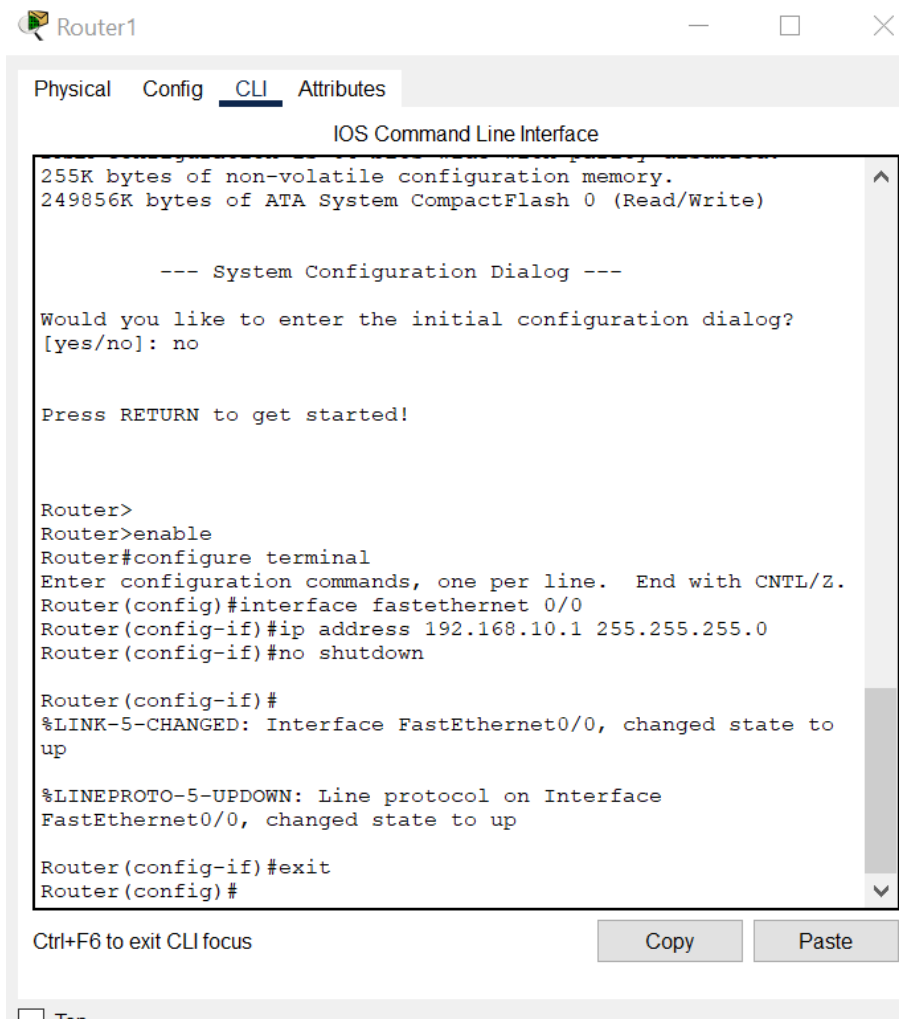 Router1
Physical Config CLI Attributes
IOS Command Line Interface
255K bytes of non-volatile configuration memory.
249856K bytes of ATA System CompactFlash 0 (Read/Write)
--- System Configuration Dialog ---
Would you like to enter the initial configuration dialog?
[yes/no]: no
Press RETURN to get started!
Router>
Router>enable
Router#configure terminal
Enter configuration commands, one per line.  End with CNTL/Z.
Router(config)#interface fastethernet 0/0
Router(config-if)#ip address 192.168.10.1 255.255.255.0
Router(config-if)#no shutdown
Router(config-if)#
%LINK-5-CHANGED: Interface FastEthernet0/0, changed state to
up
%LINEPROTO-5-UPDOWN: Line protocol on Interface
FastEthernet0/0, changed state to up
Router(config-if)#exit
Router(config)#
Ctrl+F6 to exit CLI focus
Copy Paste